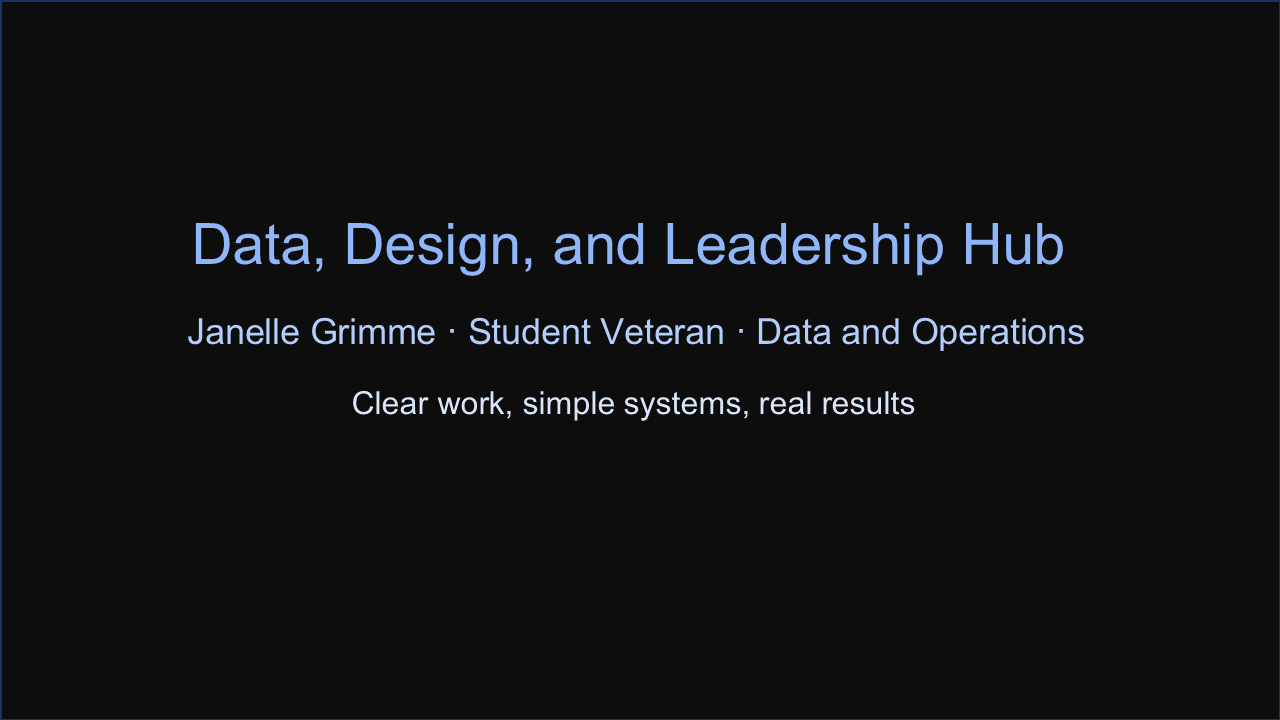 Data, Design, and Leadership Hub
Janelle Grimme · Student Veteran · Data and Operations
Clear work, simple systems, real results